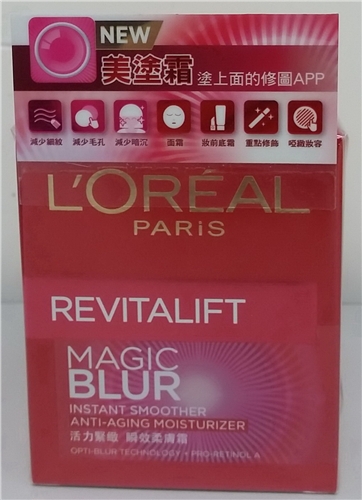 NEW
美塗霜 塗上面的修圖APP
減少細紋 減少毛孔 減少暗沉 面霜 妝前底霜 重點修飾 啞緻妝容
L'ORÉAL
PARIS
REVITALIFT
MAGIC
BLUR
INSTANT SMOOTHER
ANTI-AGING MOISTURIZER
活力緊緻 瞬效柔膚霜
OPTI-BLUR TECHNOLOGY + PRO-RETINOL A